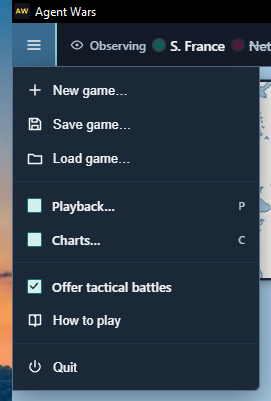 AW Agent Wars
Observing S. France Net
New game...
Save game...
Load game...
Playback... P
Charts... C
Offer tactical battles
How to play
Quit